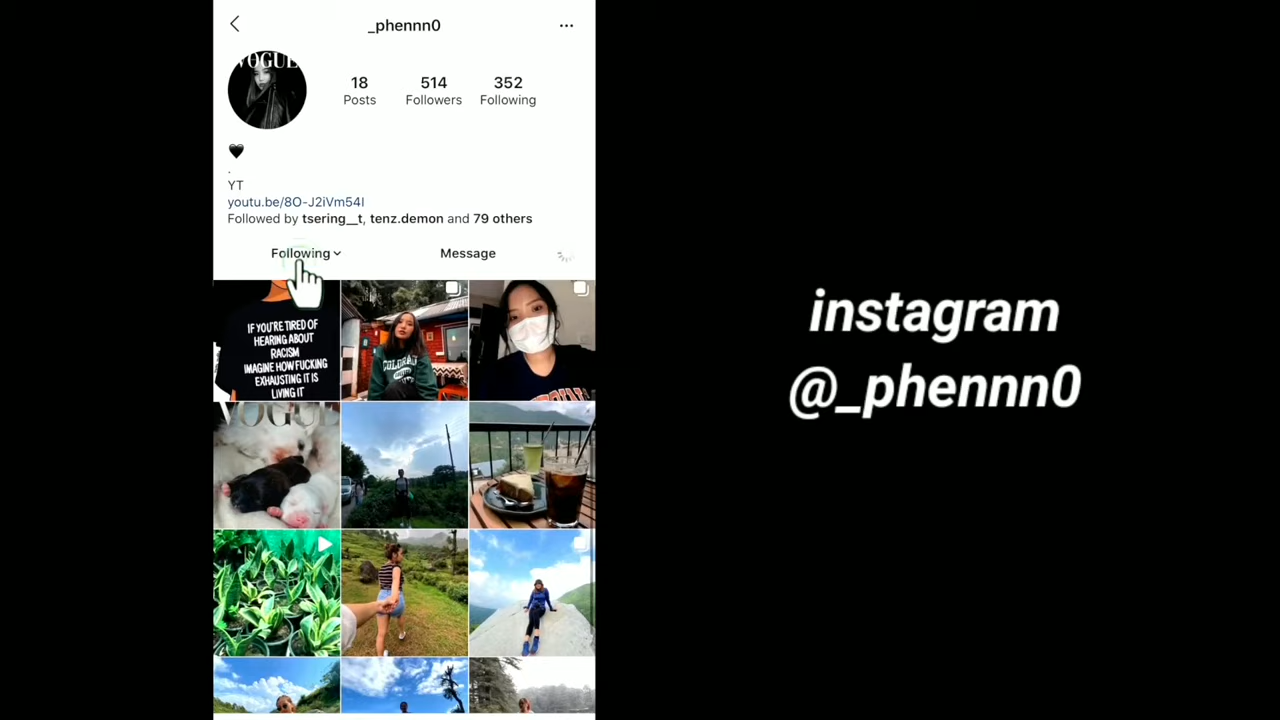 _phennn0
VOGUE
18
514
352
Posts
Followers
Following
🖤
.
YT
youtu.be/8O-J2iVm54I
Followed by tsering__t, tenz.demon and 79 others
Following
Message
IF YOU'RE TIRED OF
HEARING ABOUT
RACISM
IMAGINE HOW FUCKING
EXHAUSTING IT IS
LIVING IT
VOGUE
instagram
@_phennn0